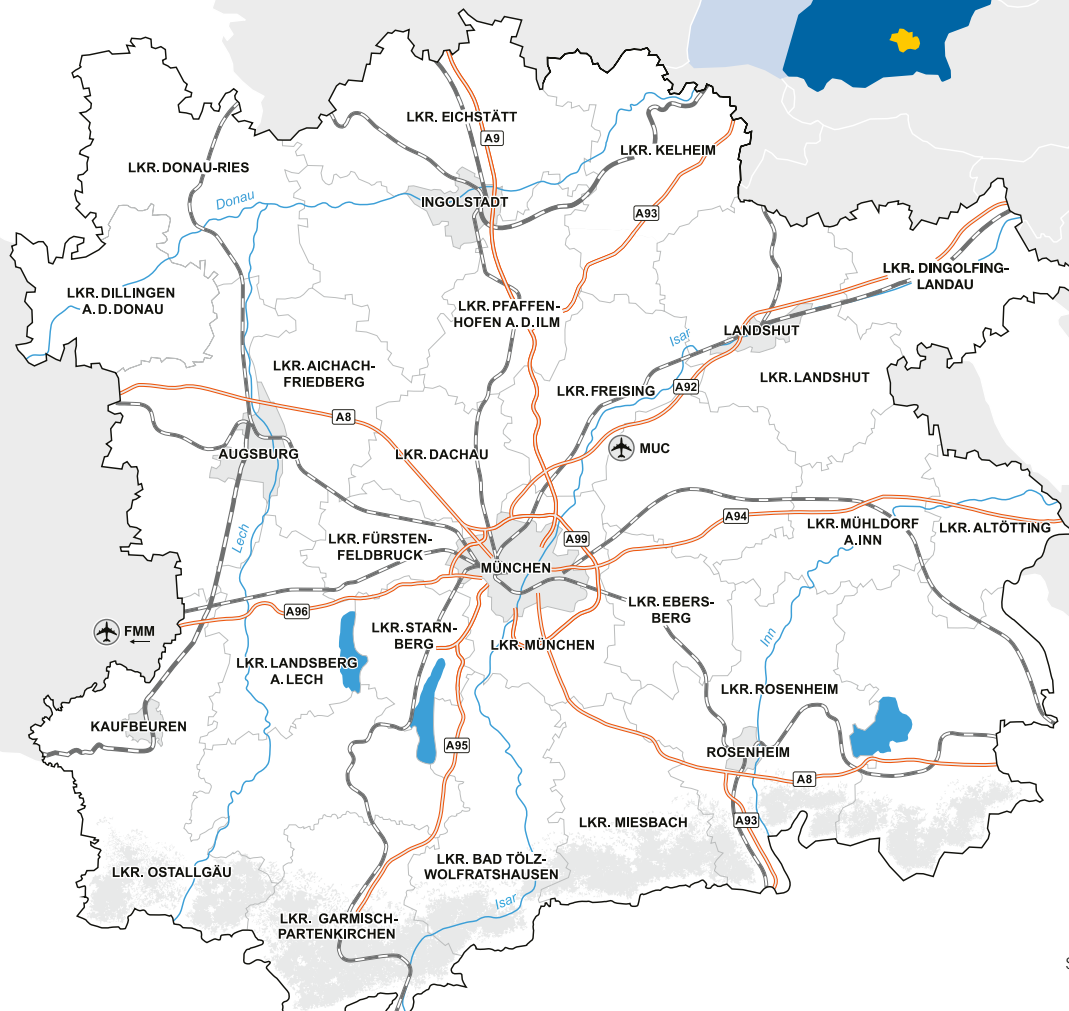 LKR. EICHSTÄTT
A9
LKR. KELHEIM
LKR. DONAU-RIES
Donau
INGOLSTADT
A93
LKR. DINGOLFING-
LANDAU
LKR. DILLINGEN
A. D. DONAU
LKR. PFAFFEN-
HOFEN A. D. ILM
LANDSHUT
Isar
LKR. AICHACH-
FRIEDBERG
LKR. LANDSHUT
LKR. FREISING
A92
A8
MUC
AUGSBURG
LKR. DACHAU
A94
LKR. MÜHLDORF
A. INN
LKR. ALTÖTTING
Lech
LKR. FÜRSTEN-
FELDBRUCK
A99
MÜNCHEN
A96
FMM
LKR. EBERS-
BERG
LKR. STARN-
BERG
LKR. MÜNCHEN
Inn
LKR. LANDSBERG
A. LECH
LKR. ROSENHEIM
KAUFBEUREN
A95
ROSENHEIM
A8
A93
LKR. MIESBACH
LKR. OSTALLGÄU
LKR. BAD TÖLZ-
WOLFRATSHAUSEN
Isar
LKR. GARMISCH-
PARTENKIRCHEN
S